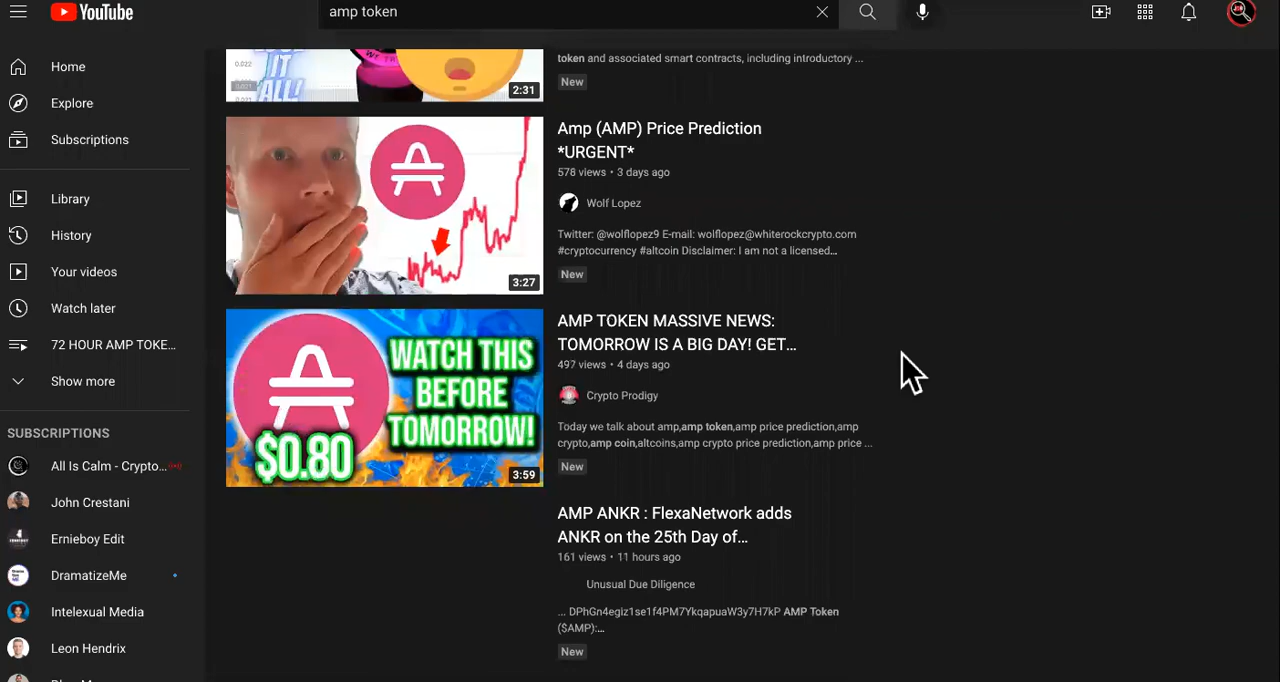 YouTube
amp token
Home
Explore
Subscriptions
Library
History
Your videos
Watch later
72 HOUR AMP TOKE...
Show more
SUBSCRIPTIONS
All Is Calm - Crypto...
John Crestani
Ernieboy Edit
DramatizeMe
Intelexual Media
Leon Hendrix
0.022
IT
ALL!
2:31
token and associated smart contracts, including introductory ...
New
3:27
Amp (AMP) Price Prediction
*URGENT*
578 views • 3 days ago
Wolf Lopez
Twitter: @wolflopez9 E-mail: wolflopez@whiterockcrypto.com
#cryptocurrency #altcoin Disclaimer: I am not a licensed...
New
WATCH THIS
BEFORE
TOMORROW!
$0.80
3:59
AMP TOKEN MASSIVE NEWS:
TOMORROW IS A BIG DAY! GET...
497 views • 4 days ago
Crypto Prodigy
Today we talk about amp,amp token,amp price prediction,amp
crypto,amp coin,altcoins,amp crypto price prediction,amp price ...
New
AMP ANKR : FlexaNetwork adds
ANKR on the 25th Day of...
161 views • 11 hours ago
Unusual Due Diligence
... DPhGn4egiz1se1f4PM7YkqapuaW3y7H7kP AMP Token
($AMP):...
New